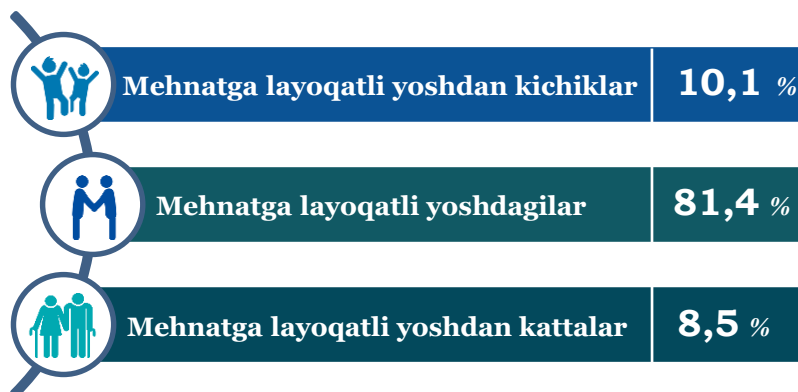 Mehnatga layoqatli yoshdan kichiklar 10,1 %
Mehnatga layoqatli yoshdagilar 81,4 %
Mehnatga layoqatli yoshdan kattalar 8,5 %